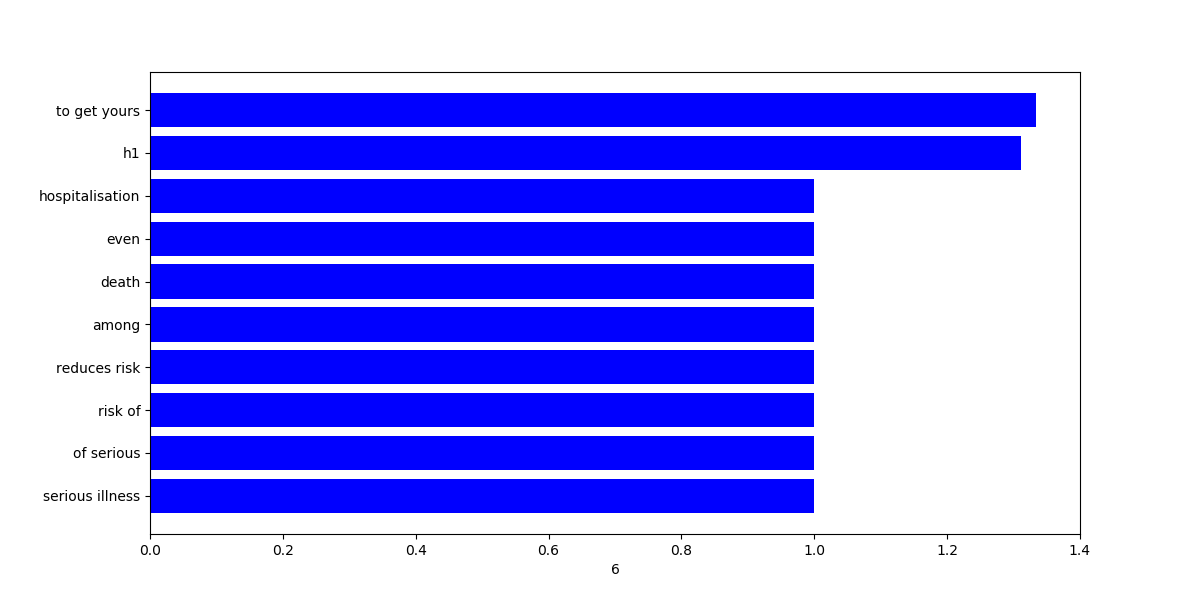 to get yours
h1
hospitalisation
even
death
among
reduces risk
risk of
of serious
serious illness
0.0 0.2 0.4 0.6 0.8 1.0 1.2 1.4
6